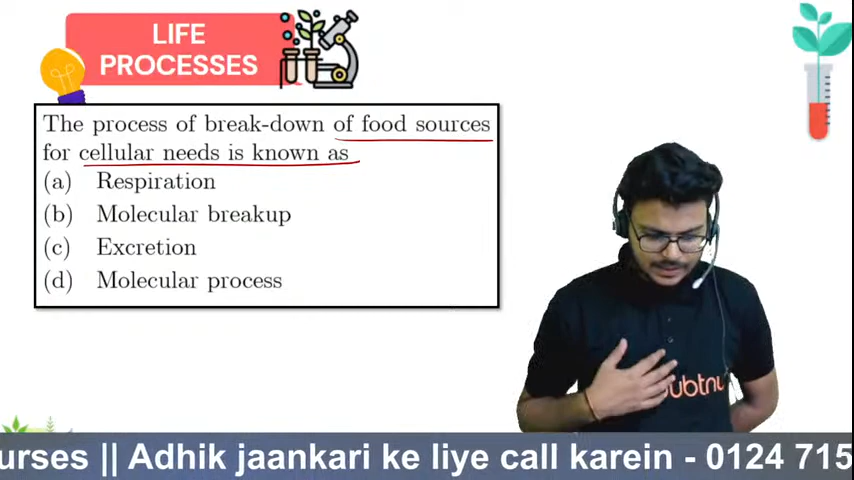 LIFE
PROCESSES
The process of break-down of food sources
for cellular needs is known as
(a) Respiration
(b) Molecular breakup
(c) Excretion
(d) Molecular process
ubtnu
urses || Adhik jaankari ke liye call karein - 0124 715